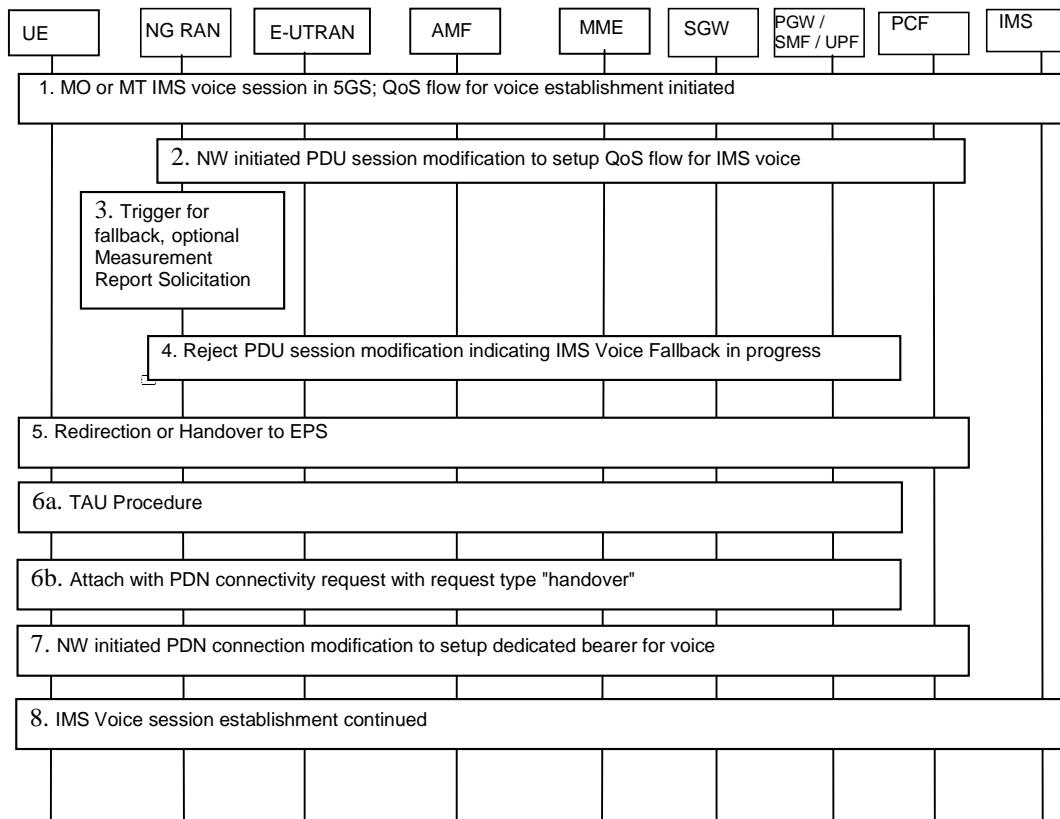 UE
NG RAN
E-UTRAN
AMF
MME
SGW
PGW /
SMF / UPF
PCF
IMS
1. MO or MT IMS voice session in 5GS; QoS flow for voice establishment initiated
2. NW initiated PDU session modification to setup QoS flow for IMS voice
3. Trigger for
fallback, optional
Measurement
Report Solicitation
4. Reject PDU session modification indicating IMS Voice Fallback in progress
5. Redirection or Handover to EPS
6a. TAU Procedure
6b. Attach with PDN connectivity request with request type "handover"
7. NW initiated PDN connection modification to setup dedicated bearer for voice
8. IMS Voice session establishment continued